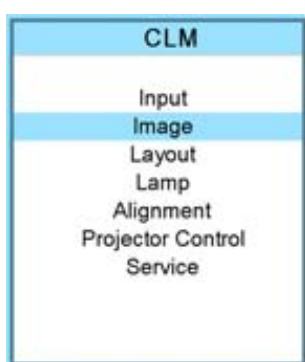 CLM
Input
Image
Layout
Lamp
Alignment
Projector Control
Service